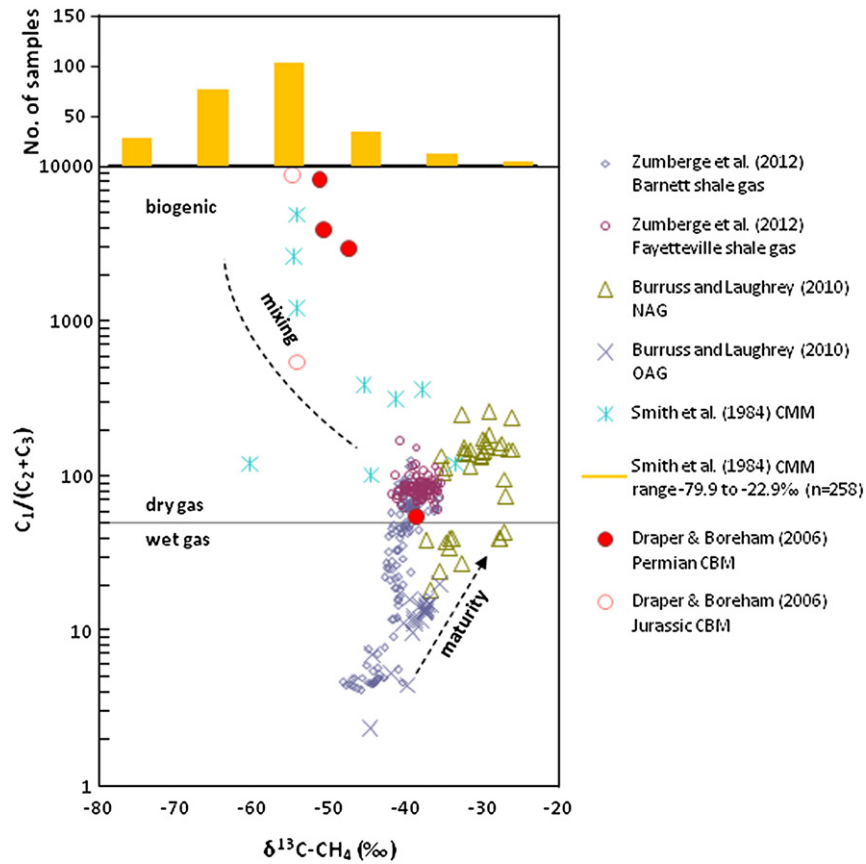 No. of samples
150
100
50
10000
1000
100
10
1
C₁/(C₂+C₃)
biogenic
mixing
dry gas
wet gas
maturity
-80
-70
-60
-50
-40
-30
-20
δ¹³C-CH₄ (‰)
Zumberge et al. (2012)
Barnett shale gas
Zumberge et al. (2012)
Fayetteville shale gas
Burruss and Laughrey (2010)
NAG
Burruss and Laughrey (2010)
OAG
Smith et al. (1984) CMM
Smith et al. (1984) CMM
range -79.9 to -22.9‰ (n=258)
Draper & Boreham (2006)
Permian CBM
Draper & Boreham (2006)
Jurassic CBM